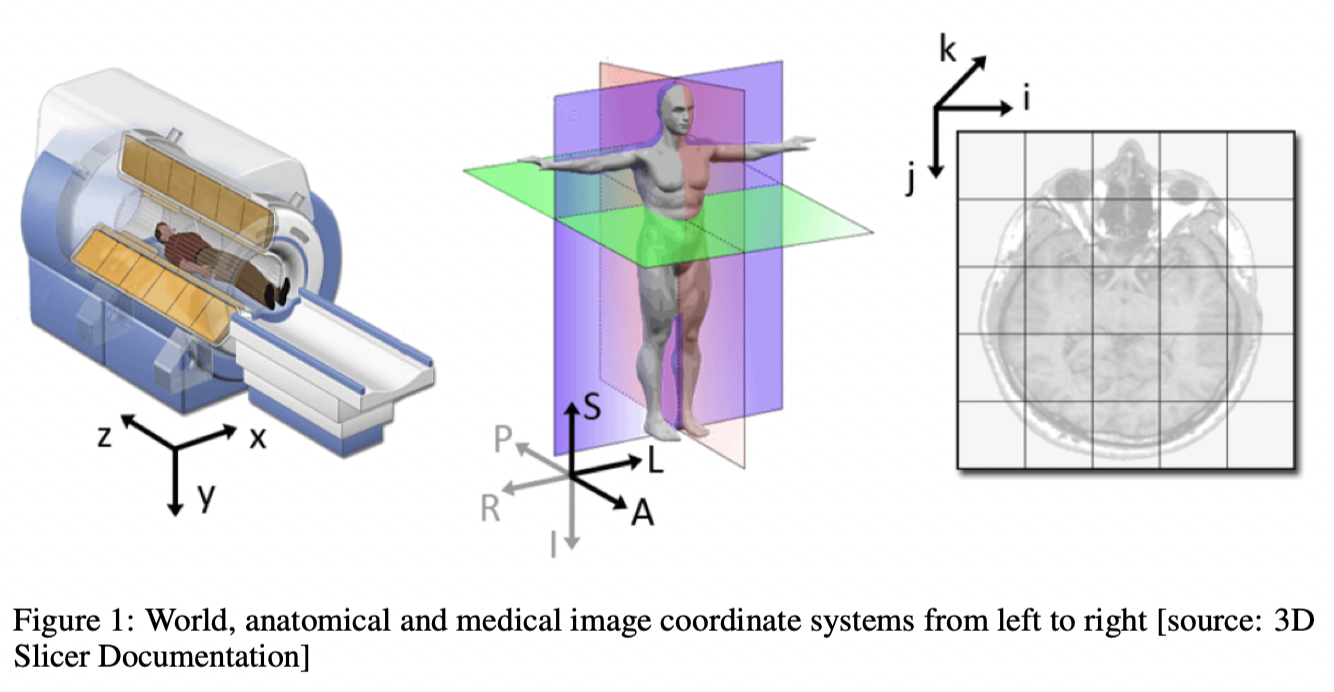 z
x
y
S
P
L
R
A
I
k
i
j
Figure 1: World, anatomical and medical image coordinate systems from left to right [source: 3D
Slicer Documentation]